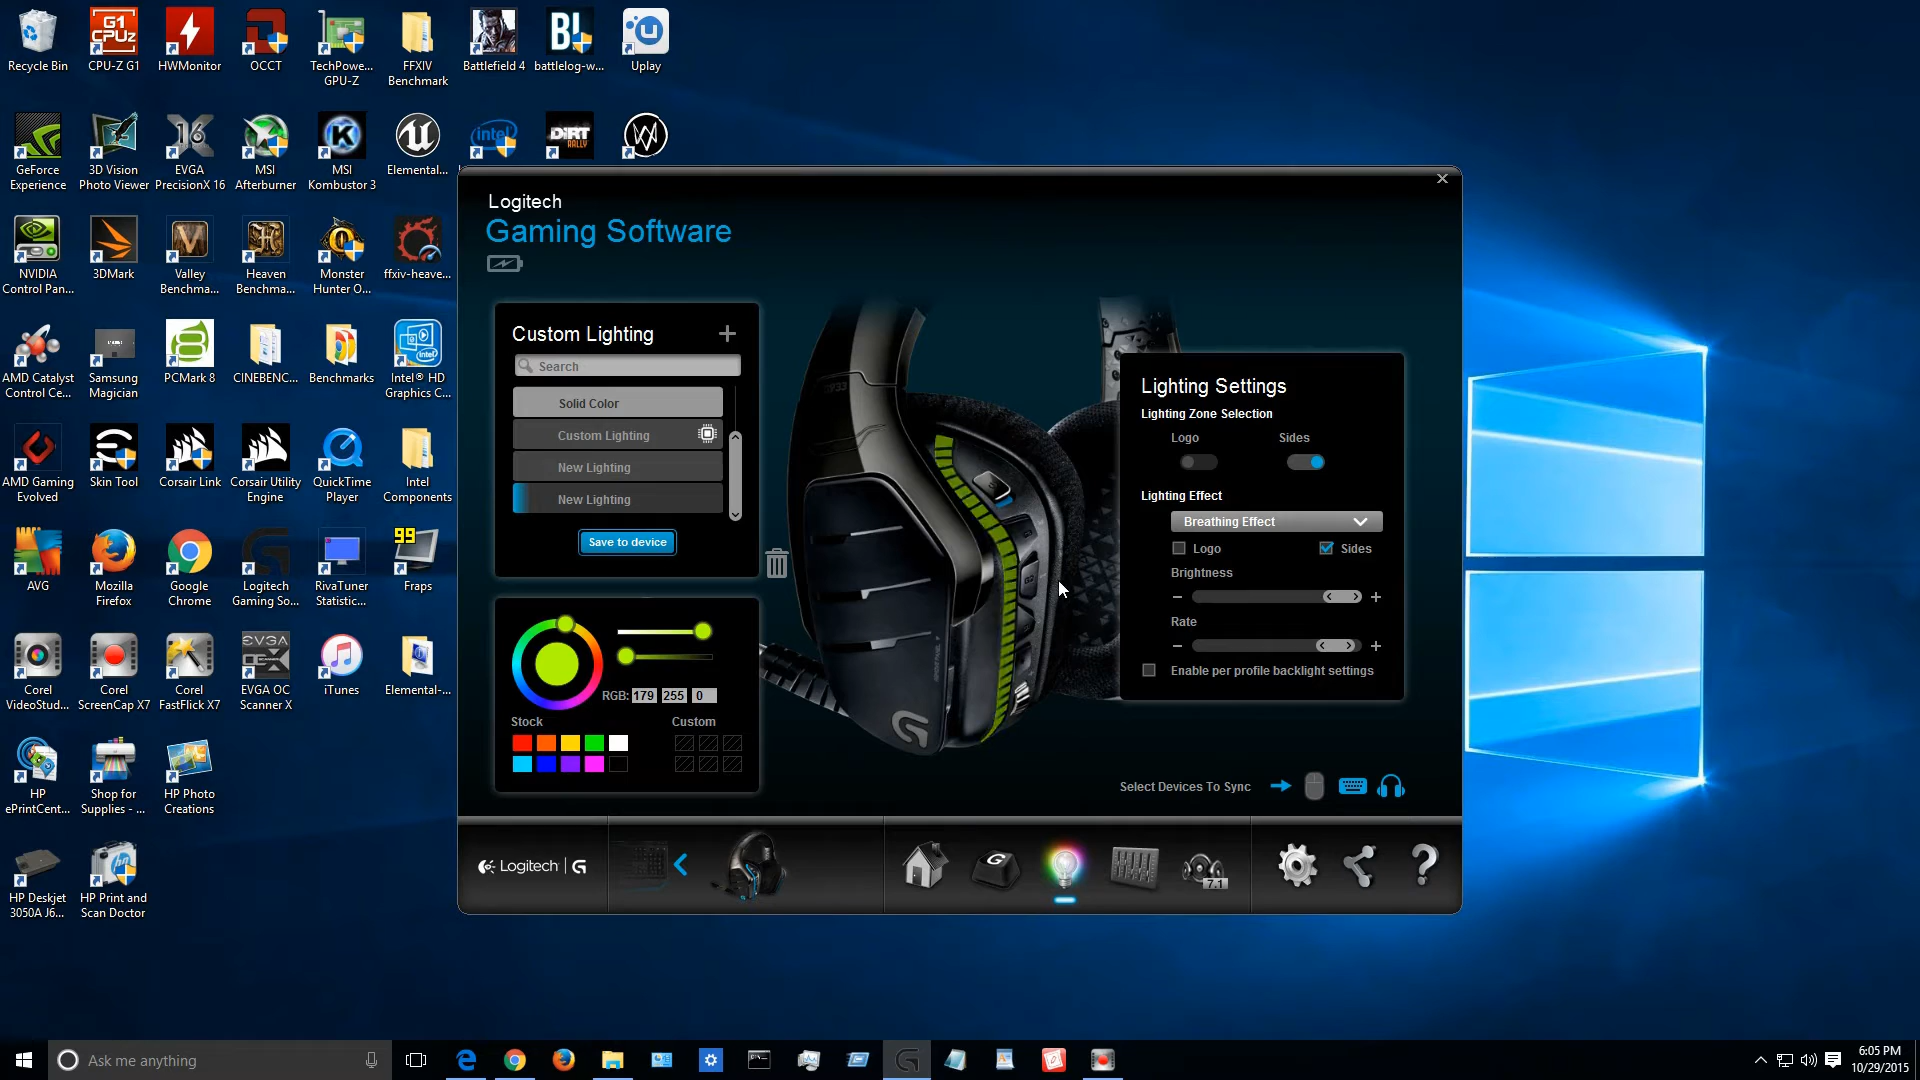 Recycle Bin
CPU-Z G1
HWMonitor
OCCT
TechPowe...
GPU-Z
FFXIV
Benchmark
Battlefield 4
battlelog-w...
Uplay
GeForce
Experience
3D Vision
Photo Viewer
EVGA
PrecisionX 16
MSI
Afterburner
MSI
Kombustor 3
Elemental...
NVIDIA
Control Pan...
3DMark
Valley
Benchma...
Heaven
Benchma...
Monster
Hunter O...
ffxiv-heave...
AMD Catalyst
Control Ce...
Samsung
Magician
PCMark 8
CINEBENC...
Benchmarks
Intel® HD
Graphics C...
AMD Gaming
Evolved
Skin Tool
Corsair Link
Corsair Utility
Engine
QuickTime
Player
Intel
Components
AVG
Mozilla
Firefox
Google
Chrome
Logitech
Gaming So...
RivaTuner
Statistic...
Fraps
Corel
VideoStud...
Corel
ScreenCap X7
Corel
FastFlick X7
EVGA OC
Scanner X
iTunes
Elemental-...
HP
ePrintCent...
Shop for
Supplies - ...
HP Photo
Creations
HP Deskjet
3050A J6...
HP Print and
Scan Doctor
Logitech
Gaming Software
Custom Lighting
Search
Solid Color
Custom Lighting
New Lighting
New Lighting
Save to device
RGB: 179 255 0
Stock
Custom
Lighting Settings
Lighting Zone Selection
Logo
Sides
Lighting Effect
Breathing Effect
Logo
Sides
Brightness
Rate
Enable per profile backlight settings
Select Devices To Sync
Logitech
7.1
Ask me anything
6:05 PM
10/29/2015